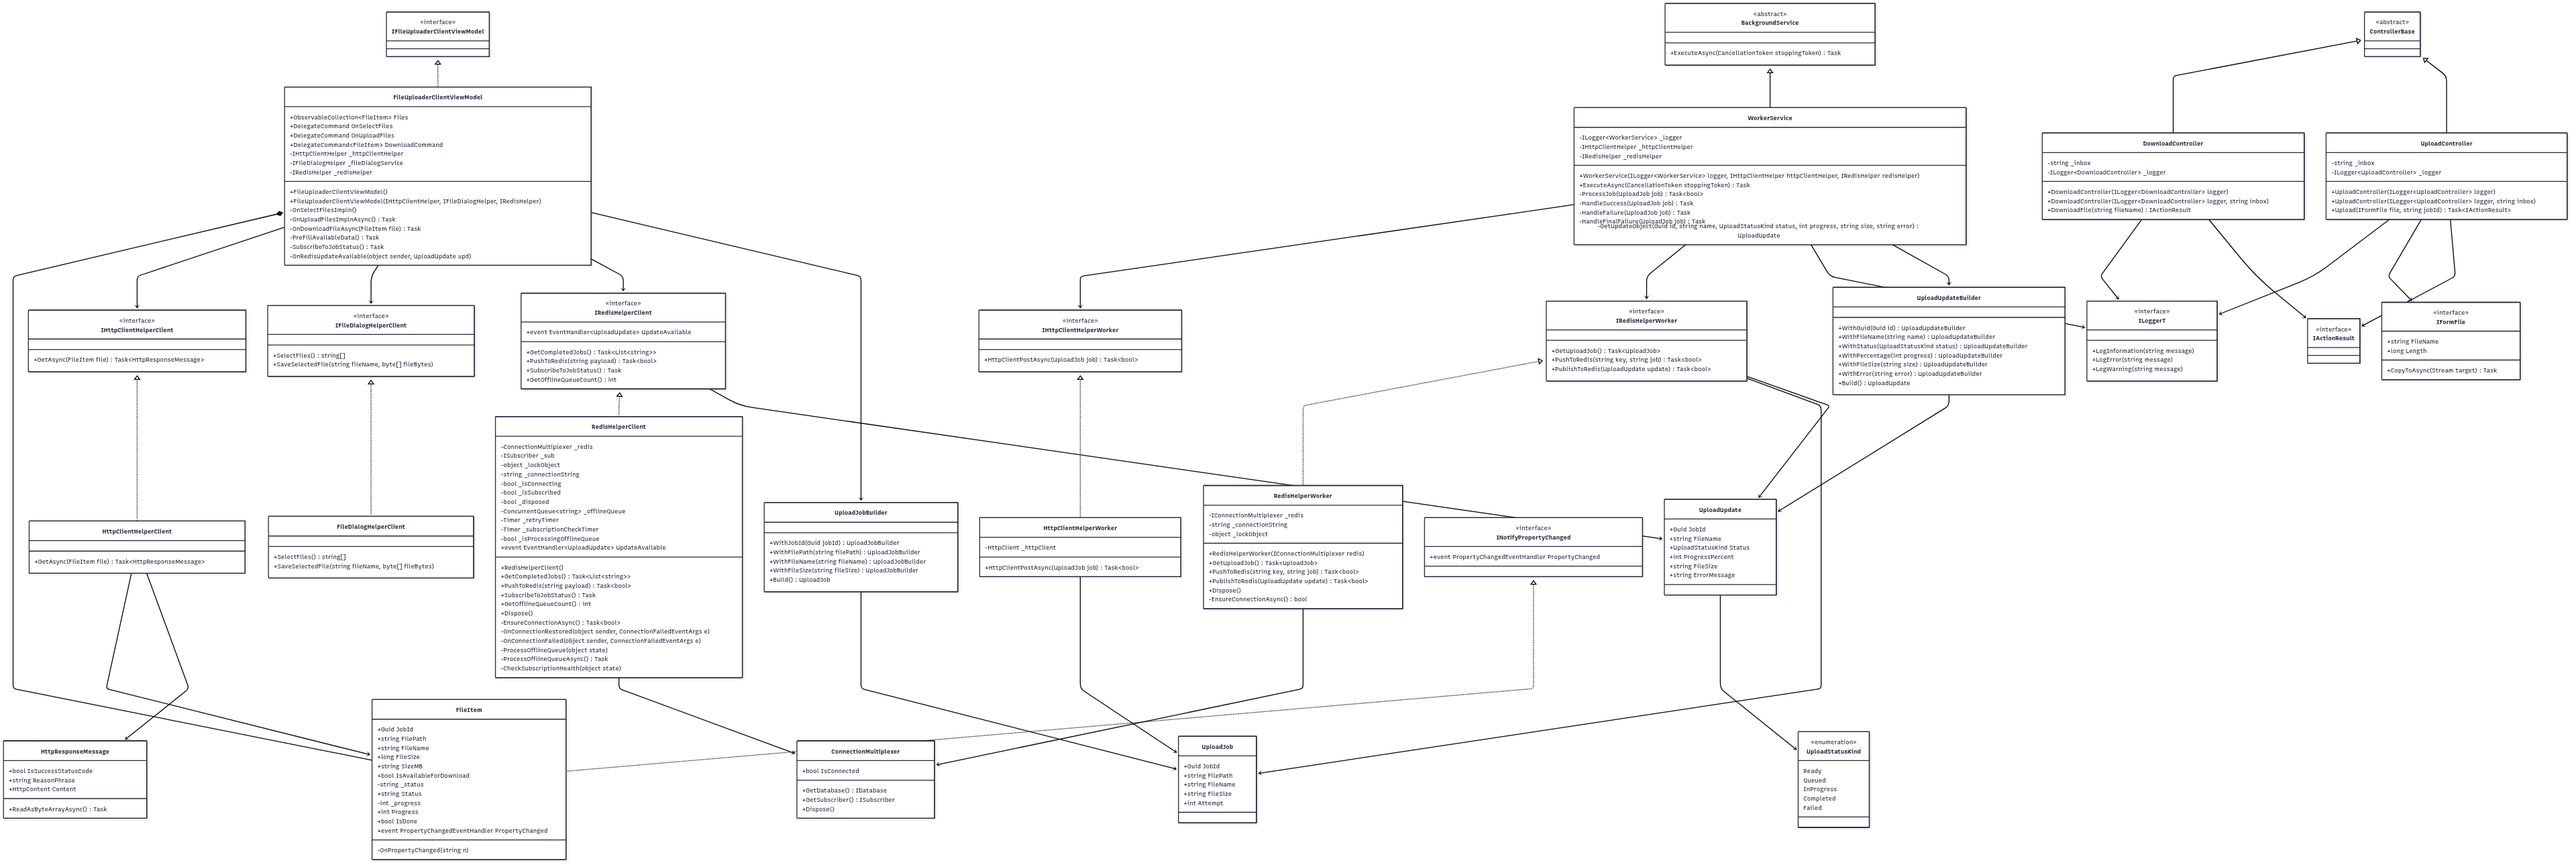 «interface»
IFileUploaderClientViewModel
«abstract»
BackgroundService
+ExecuteAsync(CancellationToken stoppingToken) : Task
«abstract»
ControllerBase
FileUploaderClientViewModel
+ObservableCollection<FileItem> Files
+DelegateCommand OnSelectFiles
+DelegateCommand OnUploadFiles
+DelegateCommand<FileItem> DownloadCommand
-IHttpClientHelper _httpClientHelper
-IFileDialogHelper _fileDialogService
-IRedisHelper _redisHelper
+FileUploaderClientViewModel()
+FileUploaderClientViewModel(IHttpClientHelper, IFileDialogHelper, IRedisHelper)
-OnSelectFilesImpln()
-OnUploadFilesImplnAsync() : Task
-OnDownloadFileAsync(FileItem file) : Task
-PreFillAvailableData() : Task
-SubscribeToJobStatus() : Task
-OnRedisUpdateAvailable(object sender, UploadUpdate upd)
WorkerService
-ILogger<WorkerService> _logger
-IHttpClientHelper _httpClientHelper
-IRedisHelper _redisHelper
+WorkerService(ILogger<WorkerService> logger, IHttpClientHelper httpClientHelper, IRedisHelper redisHelper)
+ExecuteAsync(CancellationToken stoppingToken) : Task
-ProcessJob(UploadJob job) : Task<bool>
-HandleSuccess(UploadJob job) : Task
-HandleFailure(UploadJob job) : Task
-HandleFinalFailure(UploadJob job) : Task
-GetUpdateObject(Guid id, string name, UploadStatusKind status, int progress, string size, string error) :
UploadUpdate
DownloadController
-string _inbox
-ILogger<DownloadController> _logger
+DownloadController(ILogger<DownloadController> logger)
+DownloadController(ILogger<DownloadController> logger, string inbox)
+DownloadFile(string fileName) : IActionResult
UploadController
-string _inbox
-ILogger<UploadController> _logger
+UploadController(ILogger<UploadController> logger)
+UploadController(ILogger<UploadController> logger, string inbox)
+Upload(IFormFile file, string jobId) : Task<IActionResult>
«interface»
IHttpClientHelperClient
+GetAsync(FileItem file) : Task<HttpResponseMessage>
«interface»
IFileDialogHelperClient
+SelectFiles() : string[]
+SaveSelectedFile(string fileName, byte[] fileBytes)
«interface»
IRedisHelperClient
+event EventHandler<UploadUpdate> UpdateAvailable
+GetCompletedJobs() : Task<List<string>>
+PushToRedis(string payload) : Task<bool>
+SubscribeToJobStatus() : Task
+GetOfflineQueueCount() : int
«interface»
IHttpClientHelperWorker
+HttpClientPostAsync(UploadJob job) : Task<bool>
«interface»
IRedisHelperWorker
+GetUploadJob() : Task<UploadJob>
+PushToRedis(string key, string job) : Task<bool>
+PublishToRedis(UploadUpdate update) : Task<bool>
UploadUpdateBuilder
+WithGuid(Guid id) : UploadUpdateBuilder
+WithFileName(string name) : UploadUpdateBuilder
+WithStatus(UploadStatusKind status) : UploadUpdateBuilder
+WithPercentage(int progress) : UploadUpdateBuilder
+WithFileSize(string size) : UploadUpdateBuilder
+WithError(string error) : UploadUpdateBuilder
+Build() : UploadUpdate
«interface»
ILoggerT
+LogInformation(string message)
+LogError(string message)
+LogWarning(string message)
«interface»
IActionResult
«interface»
IFormFile
+string FileName
+long Length
+CopyToAsync(Stream target) : Task
HttpClientHelperClient
+GetAsync(FileItem file) : Task<HttpResponseMessage>
FileDialogHelperClient
+SelectFiles() : string[]
+SaveSelectedFile(string fileName, byte[] fileBytes)
RedisHelperClient
-ConnectionMultiplexer _redis
-ISubscriber _sub
-object _lockObject
-string _connectionString
-bool _isConnecting
-bool _isSubscribed
-bool _disposed
-ConcurrentQueue<string> _offlineQueue
-Timer _retryTimer
-Timer _subscriptionCheckTimer
-bool _isProcessingOfflineQueue
+event EventHandler<UploadUpdate> UpdateAvailable
+RedisHelperClient()
+GetCompletedJobs() : Task<List<string>>
+PushToRedis(string payload) : Task<bool>
+SubscribeToJobStatus() : Task
+GetOfflineQueueCount() : int
+Dispose()
-EnsureConnectionAsync() : Task<bool>
-OnConnectionRestored(object sender, ConnectionFailedEventArgs e)
-OnConnectionFailed(object sender, ConnectionFailedEventArgs e)
-ProcessOfflineQueue(object state)
-ProcessOfflineQueueAsync() : Task
-CheckSubscriptionHealth(object state)
UploadJobBuilder
+WithJobId(Guid jobId) : UploadJobBuilder
+WithFilePath(string filePath) : UploadJobBuilder
+WithFileName(string fileName) : UploadJobBuilder
+WithFileSize(string fileSize) : UploadJobBuilder
+Build() : UploadJob
HttpClientHelperWorker
-HttpClient _httpClient
+HttpClientPostAsync(UploadJob job) : Task<bool>
RedisHelperWorker
-IConnectionMultiplexer _redis
-string _connectionString
-object _lockObject
+RedisHelperWorker(IConnectionMultiplexer redis)
+GetUploadJob() : Task<UploadJob>
+PushToRedis(string key, string job) : Task<bool>
+PublishToRedis(UploadUpdate update) : Task<bool>
+Dispose()
-EnsureConnectionAsync() : bool
«interface»
INotifyPropertyChanged
+event PropertyChangedEventHandler PropertyChanged
UploadUpdate
+Guid JobId
+string FileName
+UploadStatusKind Status
+int ProgressPercent
+string FileSize
+string ErrorMessage
HttpResponseMessage
+bool IsSuccessStatusCode
+string ReasonPhrase
+HttpContent Content
+ReadAsByteArrayAsync() : Task
FileItem
+Guid JobId
+string FilePath
+string FileName
+long FileSize
+string SizeMB
+bool IsAvailableForDownload
-string _status
+string Status
-int _progress
+int Progress
+bool IsDone
+event PropertyChangedEventHandler PropertyChanged
-OnPropertyChanged(string n)
ConnectionMultiplexer
+bool IsConnected
+GetDatabase() : IDatabase
+GetSubscriber() : ISubscriber
+Dispose()
UploadJob
+Guid JobId
+string FilePath
+string FileName
+string FileSize
+int Attempt
«enumeration»
UploadStatusKind
Ready
Queued
InProgress
Completed
Failed